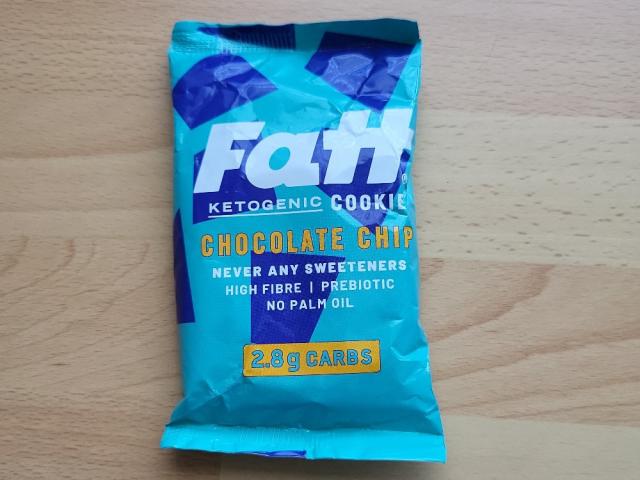 Fatt
KETOGENIC COOKIE
CHOCOLATE CHIP
NEVER ANY SWEETENERS
HIGH FIBRE | PREBIOTIC
NO PALM OIL
2.8g CARBS